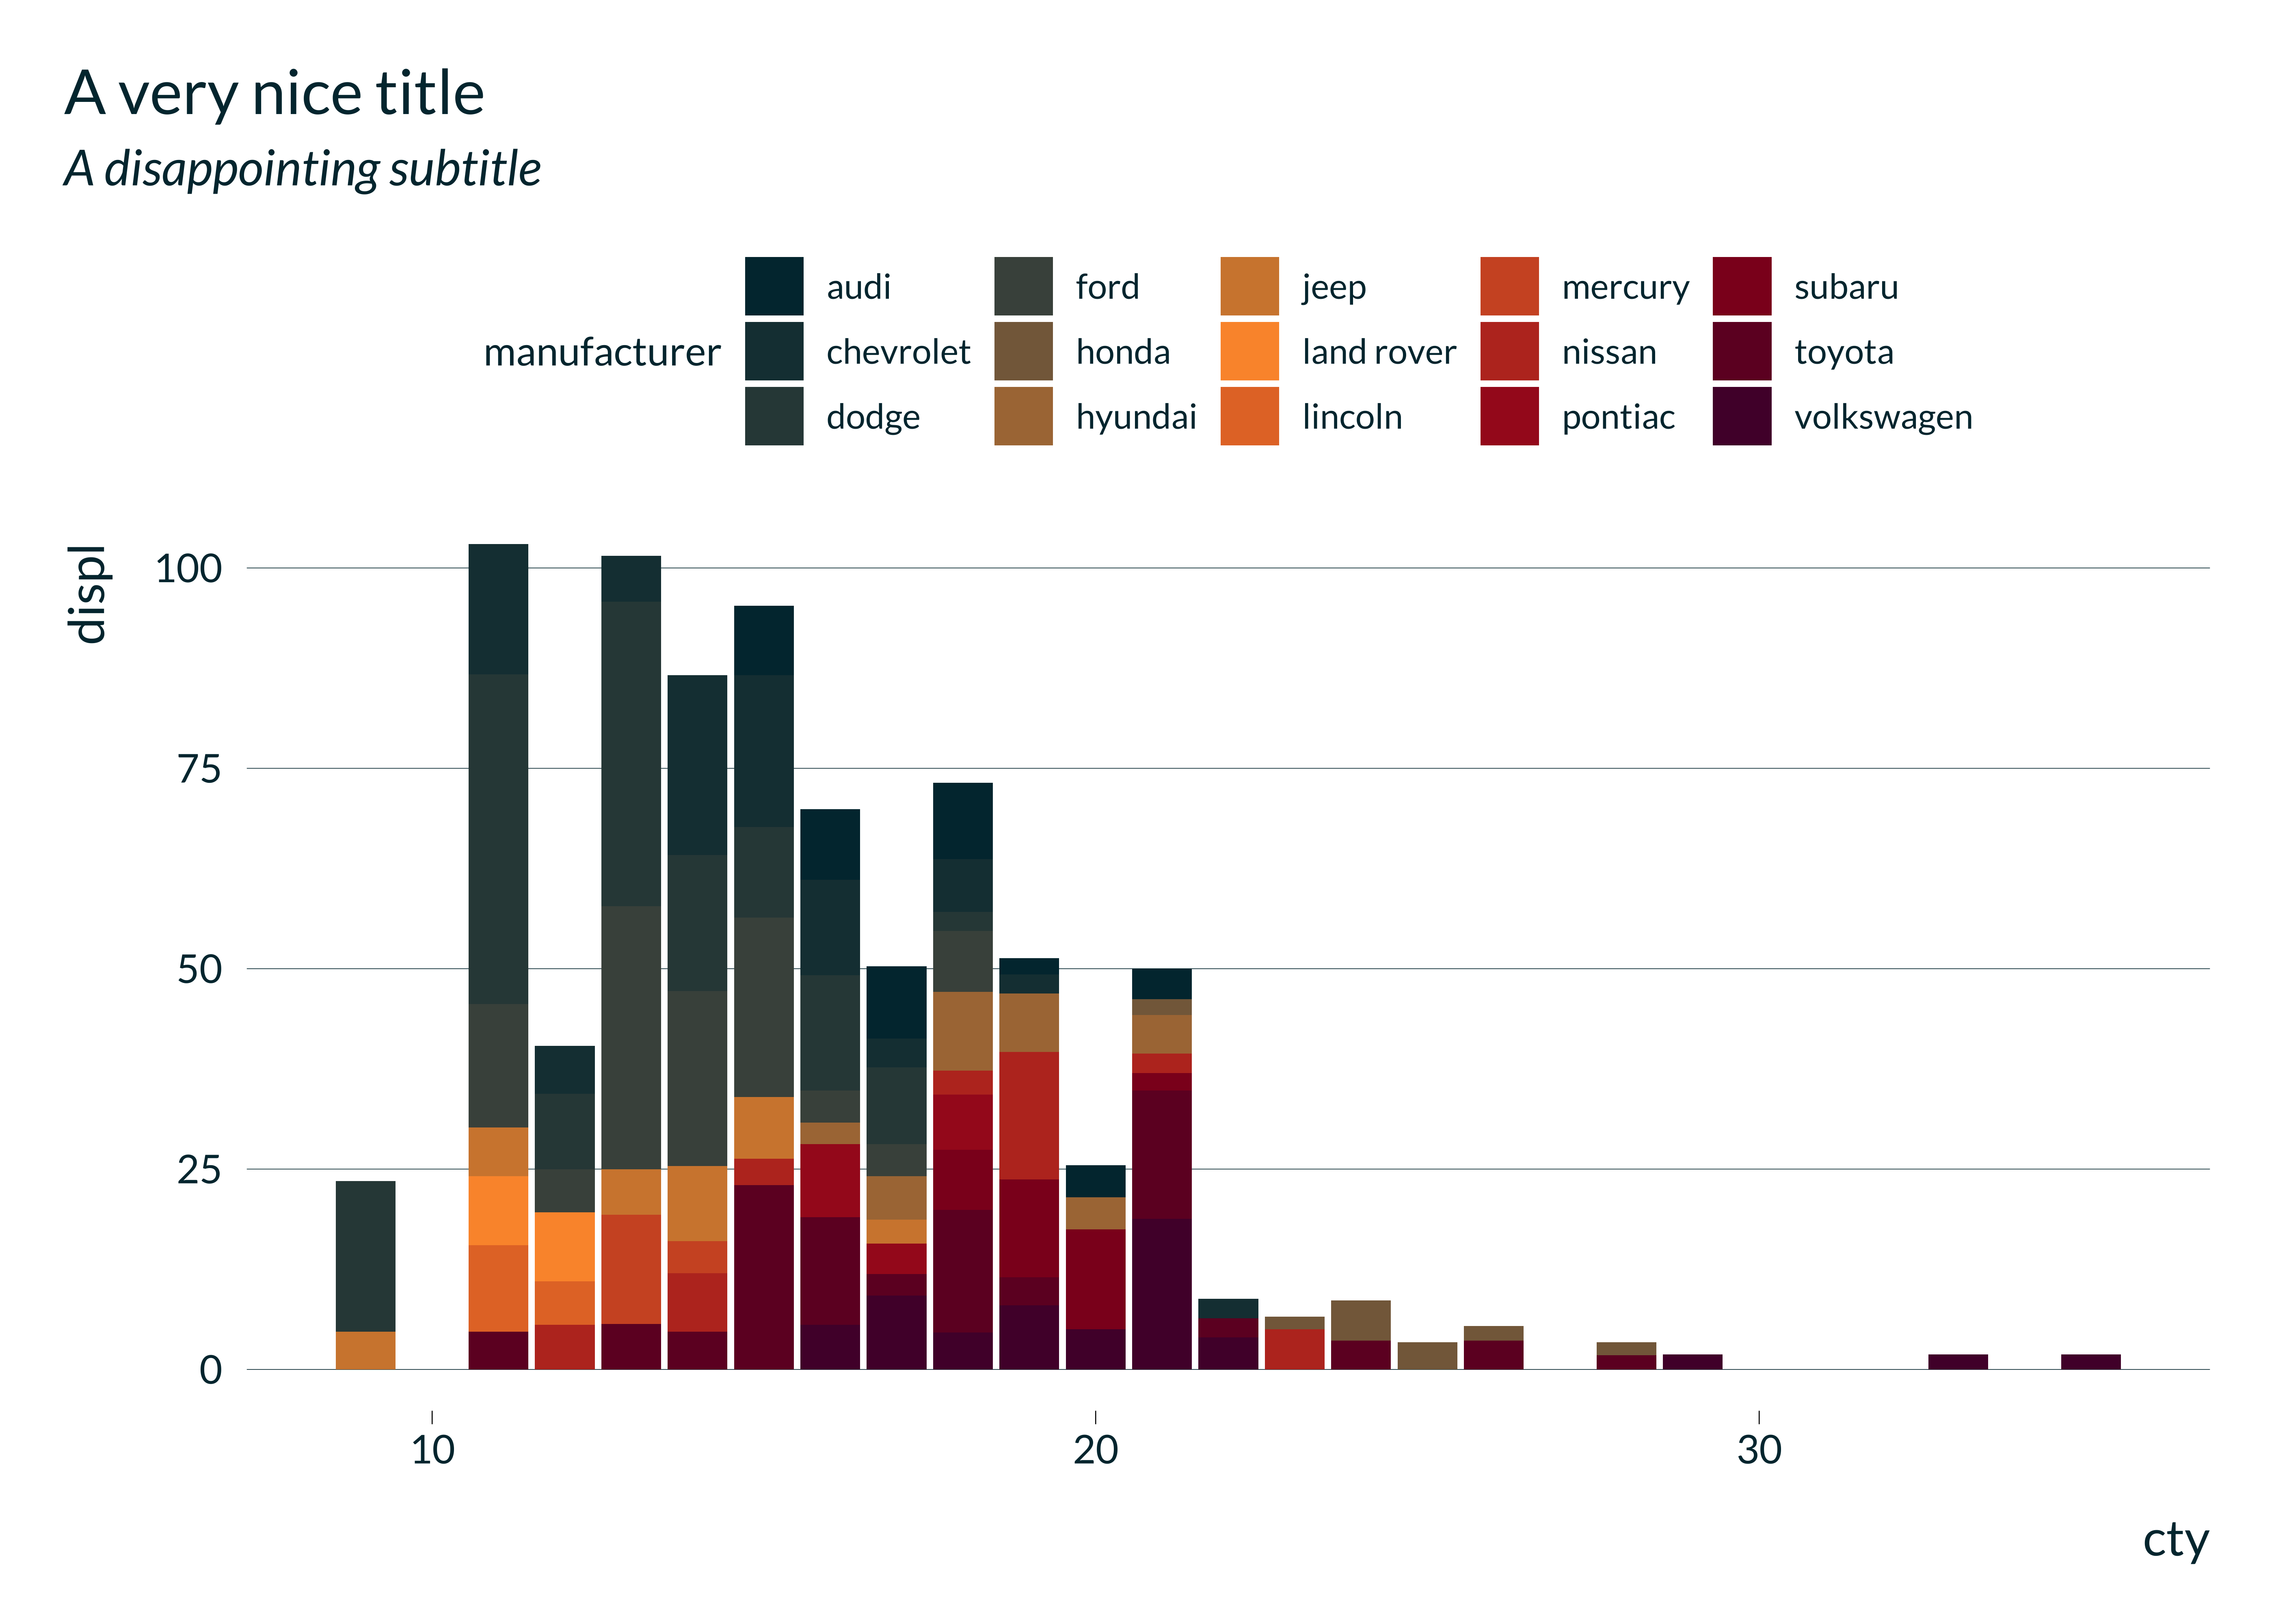 A very nice title
A disappointing subtitle
manufacturer
audi
chevrolet
dodge
ford
honda
hyundai
jeep
land rover
lincoln
mercury
nissan
pontiac
subaru
toyota
volkswagen
displ
100
75
50
25
0
10 20 30
cty